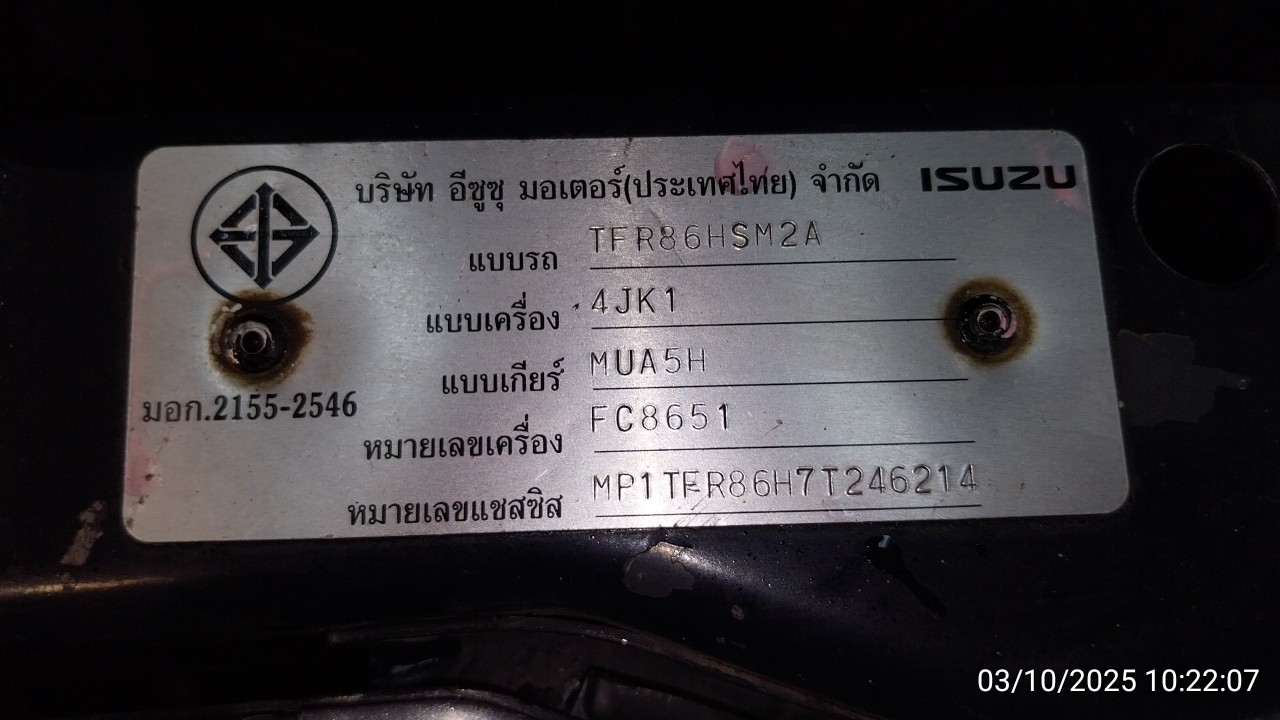 บริษัท อีซูซุ มอเตอร์(ประเทศไทย) จำกัด ISUZU
แบบรถ TFR86HSM2A
แบบเครื่อง 4JK1
แบบเกียร์ MUA5H
มอก.2155-2546
หมายเลขเครื่อง FC8651
หมายเลขแชสซิส MP1TFR86H7T246214
03/10/2025 10:22:07